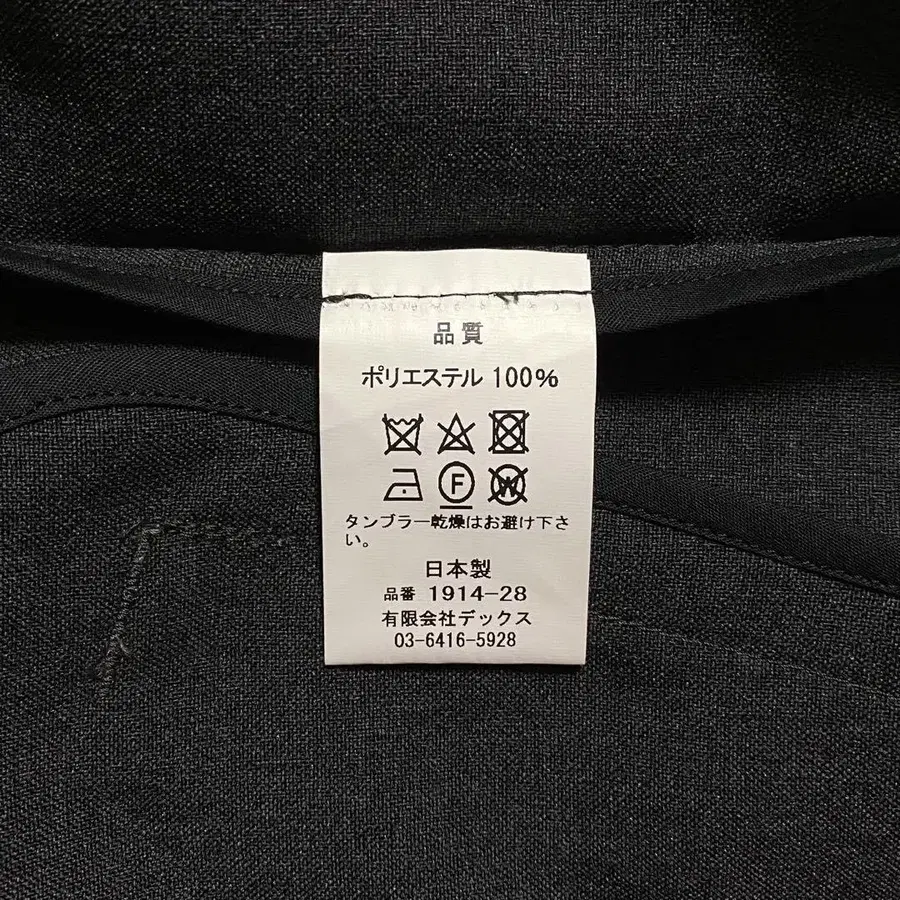 品質
ポリエステル 100%
F
W
タンブラー乾燥はお避け下さ
い。
日本製
品番 1914-28
有限会社デックス
03-6416-5928